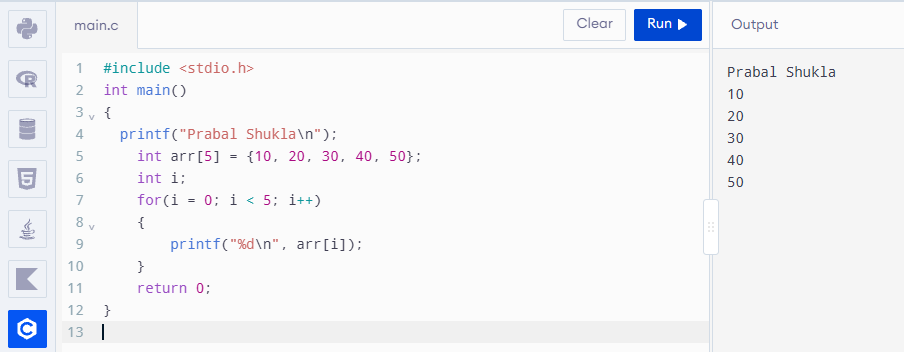 main.c
Clear
Run
Output
1 #include <stdio.h>
2 int main()
3 {
4   printf("Prabal Shukla\n");
5     int arr[5] = {10, 20, 30, 40, 50};
6     int i;
7     for(i = 0; i < 5; i++)
8     {
9         printf("%d\n", arr[i]);
10     }
11     return 0;
12 }
13
Prabal Shukla
10
20
30
40
50